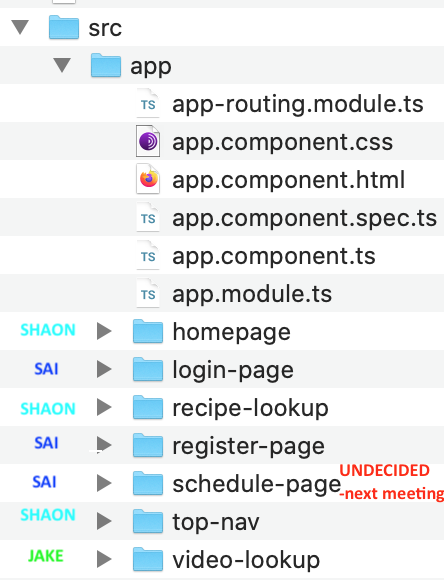 src
app
TS app-routing.module.ts
app.component.css
app.component.html
TS app.component.spec.ts
TS app.component.ts
TS app.module.ts
SHAON homepage
SAI login-page
SHAON recipe-lookup
SAI register-page
SAI schedule-page UNDECIDED
-next meeting
SHAON top-nav
JAKE video-lookup